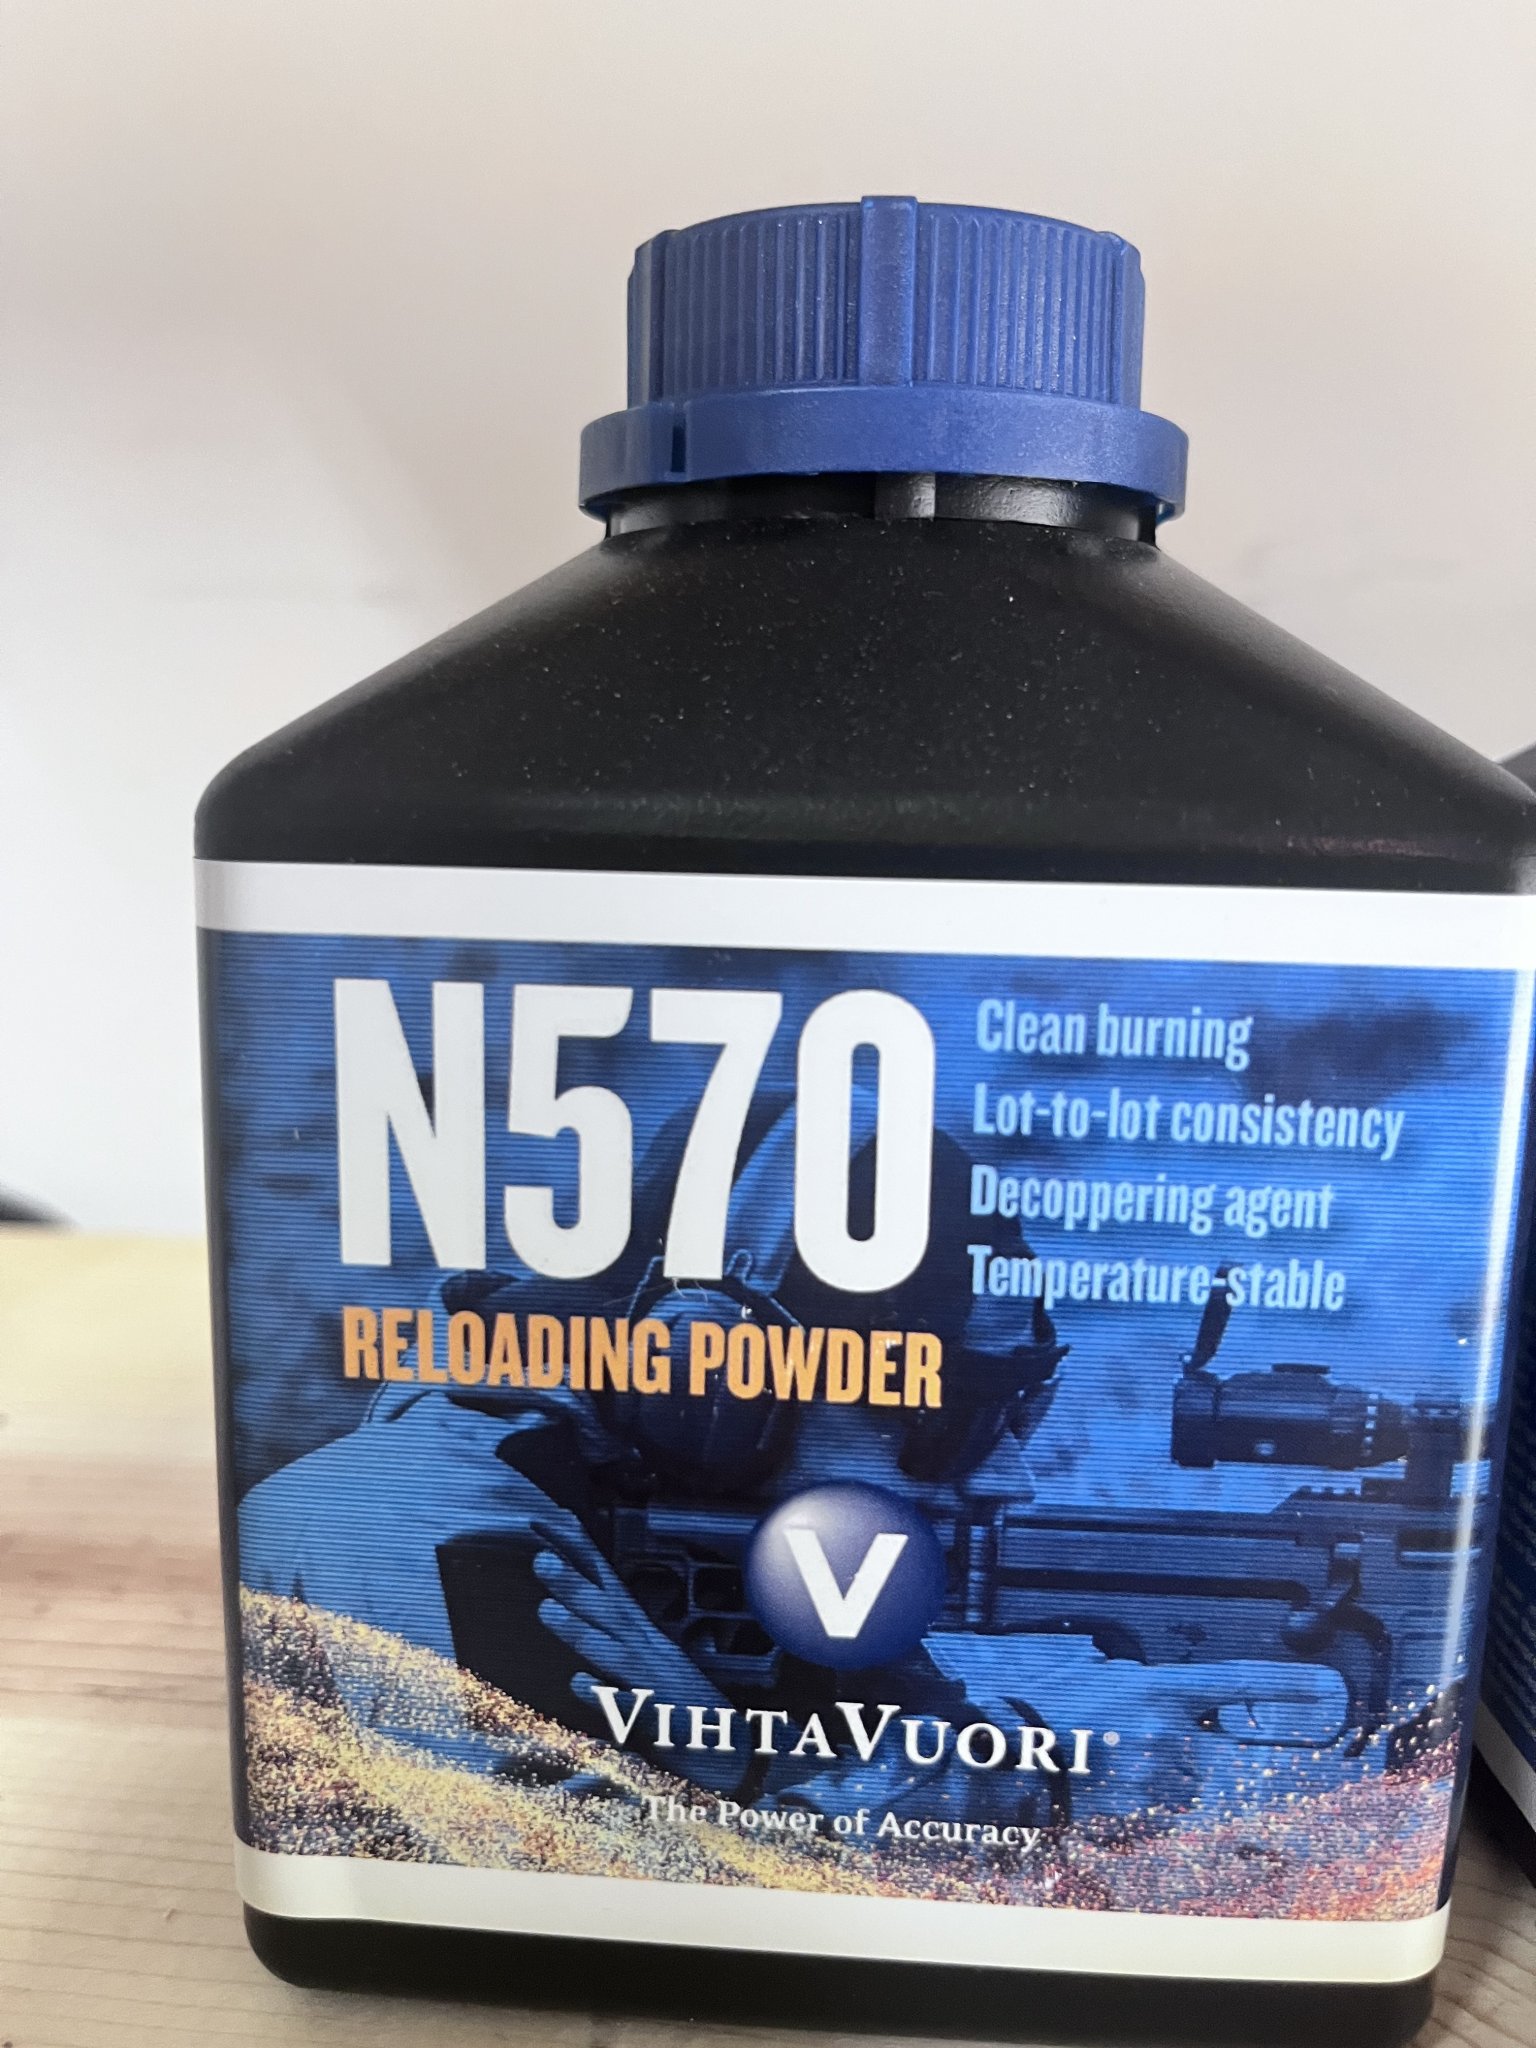 N570
RELOADING POWDER
Clean burning
Lot-to-lot consistency
Decoppering agent
Temperature-stable
V
VIHTAVUORI®
The Power of Accuracy